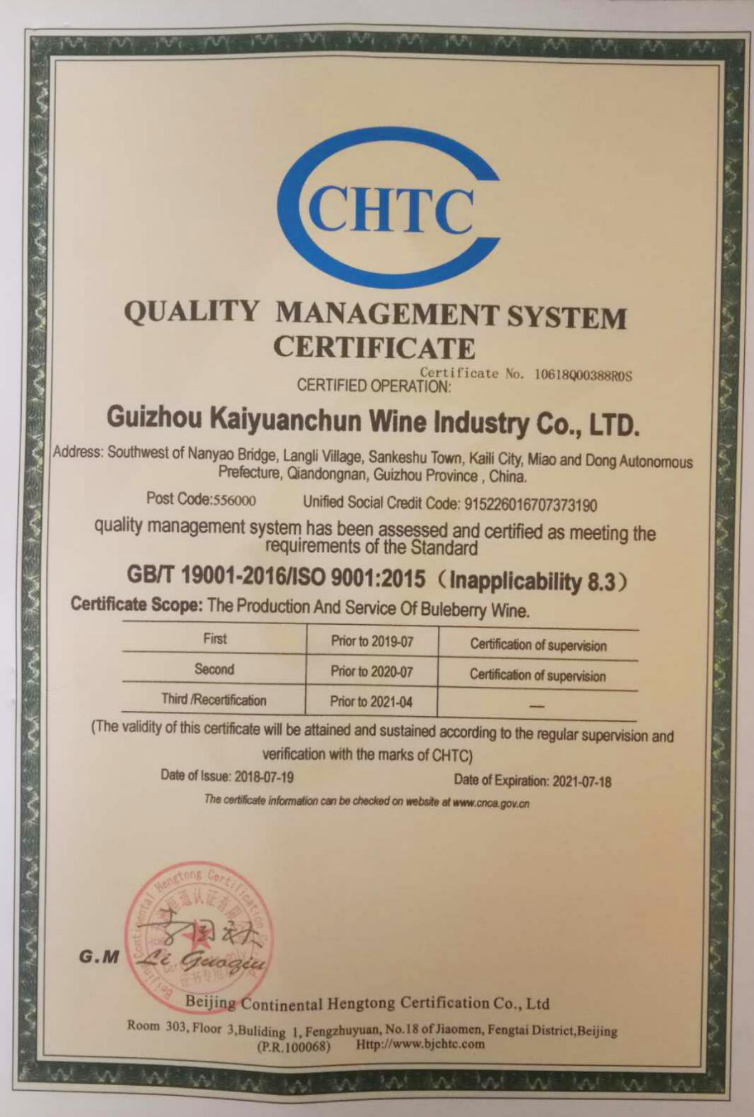 CHTC
QUALITY MANAGEMENT SYSTEM
CERTIFICATE
Certificate No. 10618Q00388R0S
CERTIFIED OPERATION:
Guizhou Kaiyuanchun Wine Industry Co., LTD.
Address: Southwest of Nanyao Bridge, Langli Village, Sankeshu Town, Kaili City, Miao and Dong Autonomous
Prefecture, Qiandongnan, Guizhou Province , China.
Post Code:556000 Unified Social Credit Code: 915226016707373190
quality management system has been assessed and certified as meeting the
requirements of the Standard
GB/T 19001-2016/ISO 9001:2015（Inapplicability 8.3）
Certificate Scope: The Production And Service Of Buleberry Wine.
First Prior to 2019-07 Certification of supervision
Second Prior to 2020-07 Certification of supervision
Third /Recertification Prior to 2021-04 —
(The validity of this certificate will be attained and sustained according to the regular supervision and
verification with the marks of CHTC)
Date of Issue: 2018-07-19 Date of Expiration: 2021-07-18
The certificate information can be checked on website at www.cnca.gov.cn
Beijing Continental Hengtong Certification
恒通认证有限
G.M Li Guoqiu
Beijing Continental Hengtong Certification Co., Ltd
Room 303, Floor 3,Buliding 1, Fengzhuyuan, No.18 of Jiaomen, Fengtai District,Beijing
(P.R.100068) Http://www.bjchtc.com